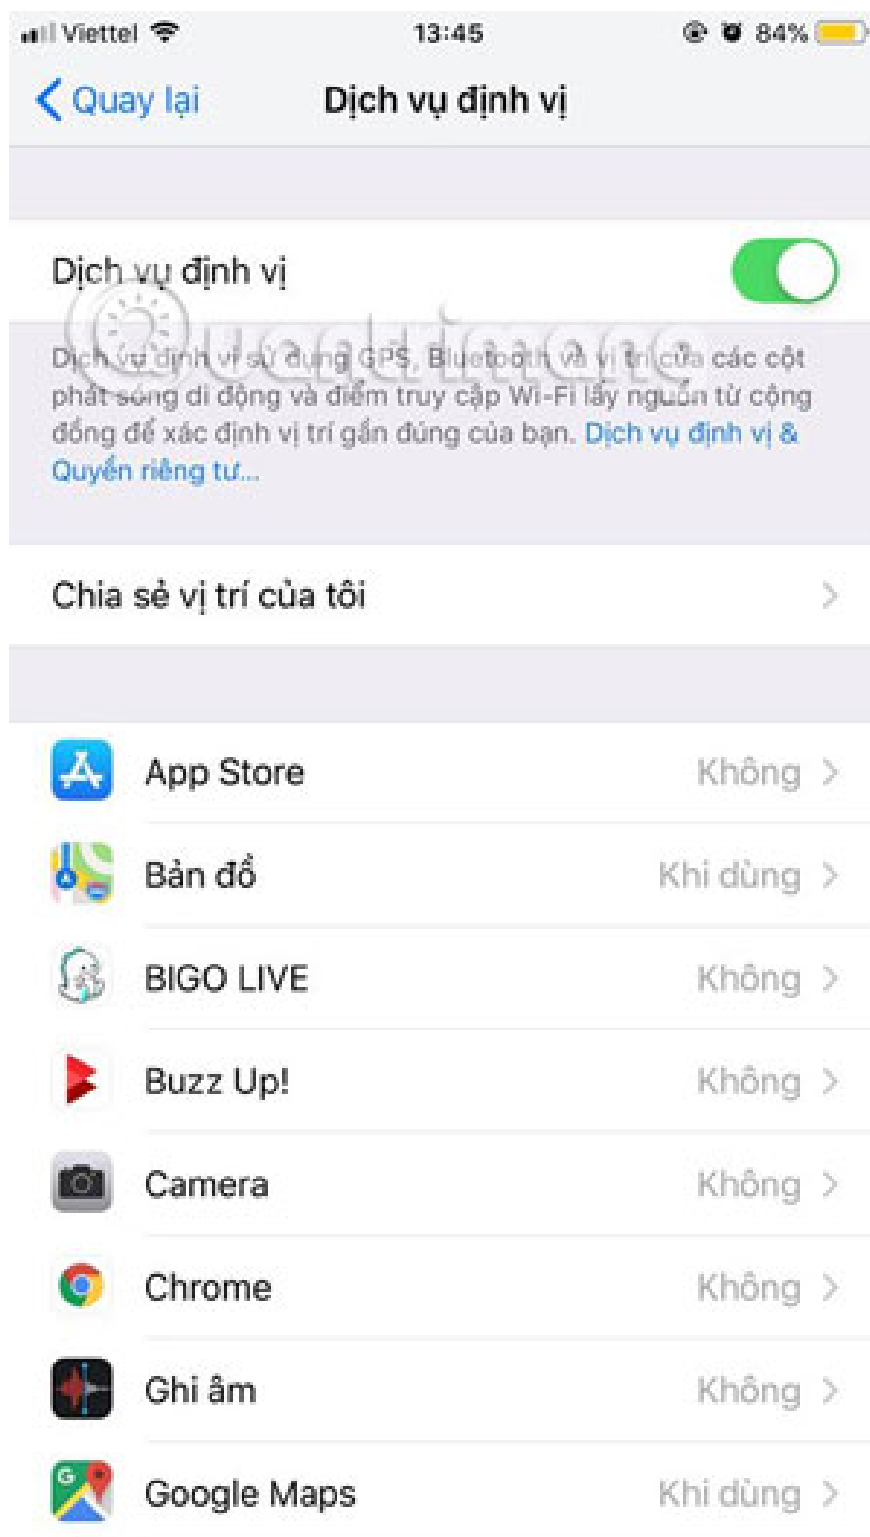 Viettel 13:45 84%
Quay lại Dịch vụ định vị
Dịch vụ định vị
Quantrimang
Dịch vụ định vị sử dụng GPS, Bluetooth và vị trí của các cột
phát sóng di động và điểm truy cập Wi-Fi lấy nguồn từ cộng
đồng để xác định vị trí gần đúng của bạn. Dịch vụ định vị &
Quyền riêng tư...
Chia sẻ vị trí của tôi
App Store Không
Bản đồ Khi dùng
BIGO LIVE Không
Buzz Up! Không
Camera Không
Chrome Không
Ghi âm Không
Google Maps Khi dùng